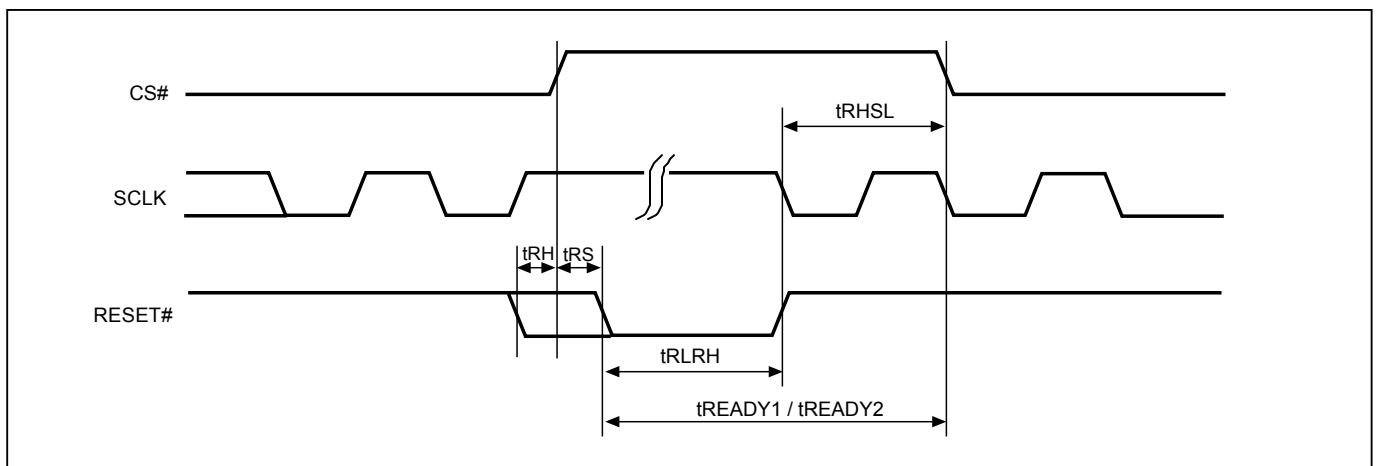 CS#
tRHSL
SCLK
tRH tRS
RESET#
tRLRH
tREADY1 / tREADY2